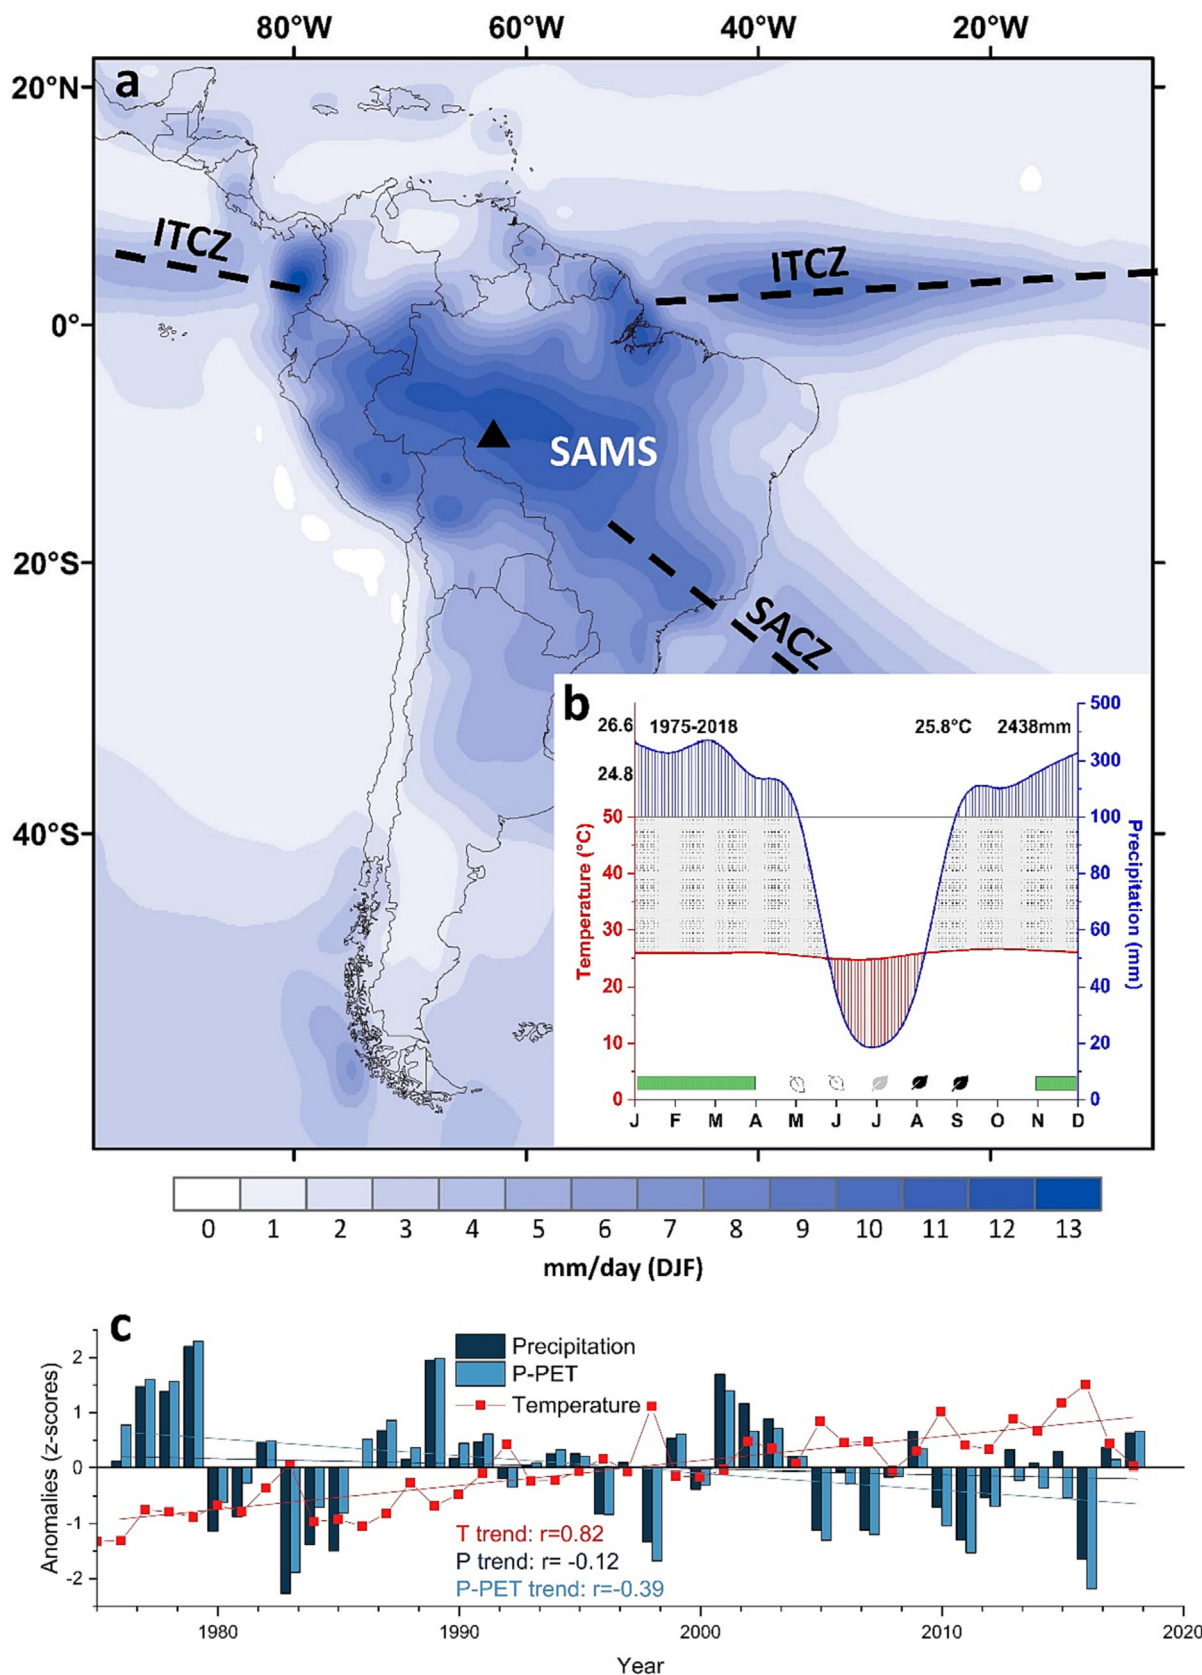 80°W 60°W 40°W 20°W
a
20°N
ITCZ
ITCZ
0°
SAMS
20°S
SACZ
40°S
b
26.6
1975-2018
25.8°C
2438mm
24.8
500
300
100
80
60
40
20
0
50
40
30
20
10
0
Temperature (°C)
Precipitation (mm)
J F M A M J J A S O N D
0 1 2 3 4 5 6 7 8 9 10 11 12 13
mm/day (DJF)
c
Precipitation
P-PET
Temperature
2
1
0
-1
-2
Anomalies (z-scores)
T trend: r=0.82
P trend: r= -0.12
P-PET trend: r=-0.39
1980 1990 2000 2010 2020
Year